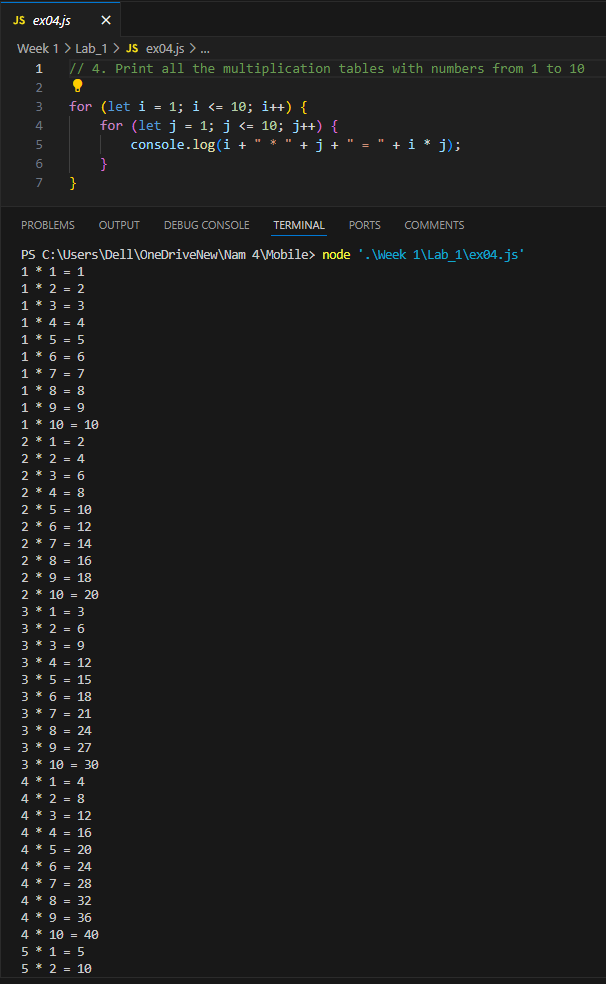 JS ex04.js ×
Week 1 > Lab_1 > JS ex04.js > ...
1 // 4. Print all the multiplication tables with numbers from 1 to 10
2
3 for (let i = 1; i <= 10; i++) {
4 for (let j = 1; j <= 10; j++) {
5 console.log(i + " * " + j + " = " + i * j);
6 }
7 }
PROBLEMS OUTPUT DEBUG CONSOLE TERMINAL PORTS COMMENTS
PS C:\Users\Dell\OneDriveNew\Nam 4\Mobile> node '.\Week 1\Lab_1\ex04.js'
1 * 1 = 1
1 * 2 = 2
1 * 3 = 3
1 * 4 = 4
1 * 5 = 5
1 * 6 = 6
1 * 7 = 7
1 * 8 = 8
1 * 9 = 9
1 * 10 = 10
2 * 1 = 2
2 * 2 = 4
2 * 3 = 6
2 * 4 = 8
2 * 5 = 10
2 * 6 = 12
2 * 7 = 14
2 * 8 = 16
2 * 9 = 18
2 * 10 = 20
3 * 1 = 3
3 * 2 = 6
3 * 3 = 9
3 * 4 = 12
3 * 5 = 15
3 * 6 = 18
3 * 7 = 21
3 * 8 = 24
3 * 9 = 27
3 * 10 = 30
4 * 1 = 4
4 * 2 = 8
4 * 3 = 12
4 * 4 = 16
4 * 5 = 20
4 * 6 = 24
4 * 7 = 28
4 * 8 = 32
4 * 9 = 36
4 * 10 = 40
5 * 1 = 5
5 * 2 = 10